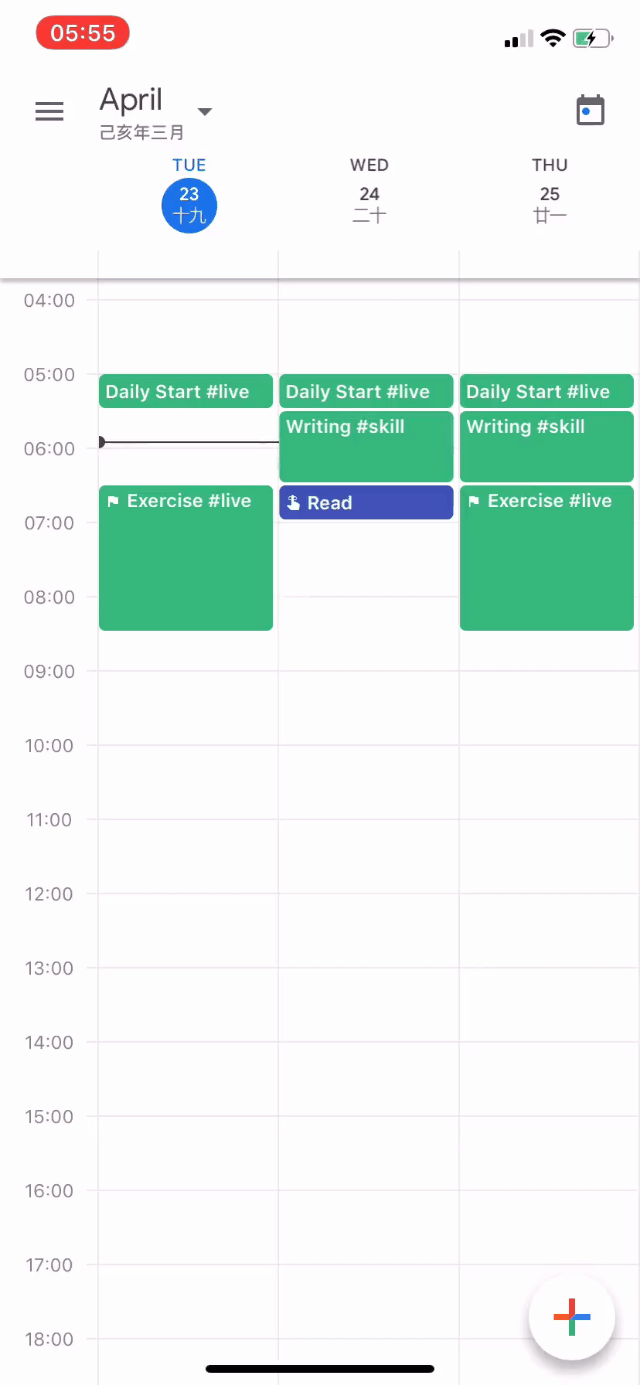 05:55
April
己亥年三月
TUE WED THU
23 24 25
十九 二十 廿一
04:00
05:00
Daily Start #live Daily Start #live Daily Start #live
Writing #skill Writing #skill
06:00
Exercise #live Read Exercise #live
07:00
08:00
09:00
10:00
11:00
12:00
13:00
14:00
15:00
16:00
17:00
18:00